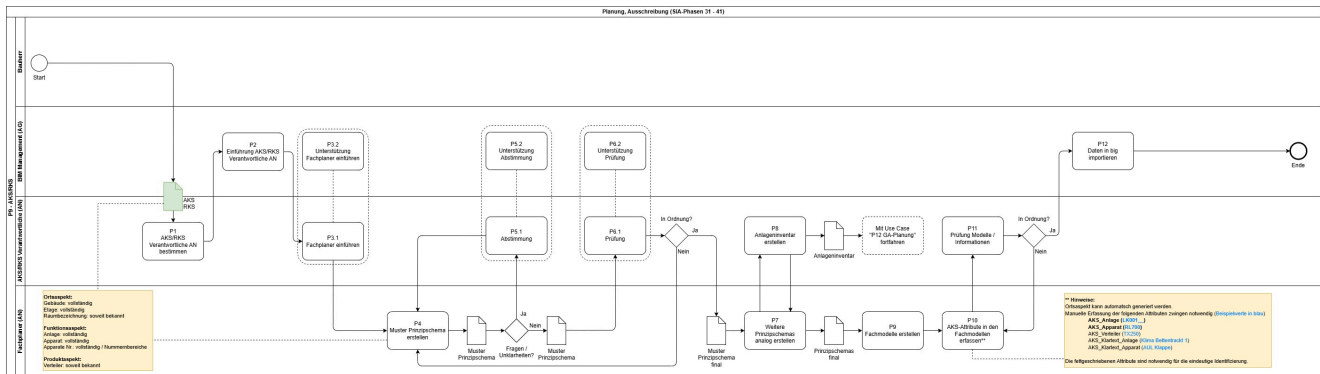 Planung, Ausschreibung (SIA-Phasen 31 - 41)
P9 - AKS/RKS
Bauherr
Start
BIM Management (AG)
P2
Einführung AKS/RKS
Verantwortliche AN
P3.2
Unterstützung
Fachplaner einführen
P5.2
Unterstützung
Abstimmung
P6.2
Unterstützung
Prüfung
P12
Daten in big
importieren
Ende
AKS
RKS
AKS/RKS Verantwortliche (AN)
P1
AKS/RKS
Verantwortliche AN
bestimmen
P3.1
Fachplaner einführen
P5.1
Abstimmung
P6.1
Prüfung
In Ordnung?
Ja
Nein
P8
Anlageninventar
erstellen
Anlageninventar
Mit Use Case
"P12 GA-Planung"
fortfahren
P11
Prüfung Modelle /
Informationen
In Ordnung?
Ja
Nein
Fachplaner (AN)
Ortsaspekt:
Gebäude: vollständig
Etage: vollständig
Raumbezeichnung: soweit bekannt
Funktionsaspekt:
Anlage: vollständig
Apparat: vollständig
Apparate Nr.: vollständig / Nummernbereiche
Produktaspekt:
Verteiler: soweit bekannt
P4
Muster Prinzipschema
erstellen
Muster
Prinzipschema
Ja
Nein
Fragen /
Unklarheiten?
Muster
Prinzipschema
Muster
Prinzipschema
final
P7
Weitere
Prinzipschemas
analog erstellen
Prinzipschemas
final
P9
Fachmodelle erstellen
P10
AKS-Attribute in den
Fachmodellen
erfassen**
** Hinweise:
Ortsaspekt kann automatisch generiert werden.
Manuelle Erfassung der folgenden Attributen zwingen notwendig (Beispielwerte in blau)
AKS_Anlage (LK001__)
AKS_Apparat (RL700)
AKS_Verteiler (TX250)
AKS_Klartext_Anlage (Klima Bettentrackt 1)
AKS_Klartext_Apparat (AUL Klappe)
Die fettgeschriebenen Attribute sind notwendig für die eindeutige Identifizierung.